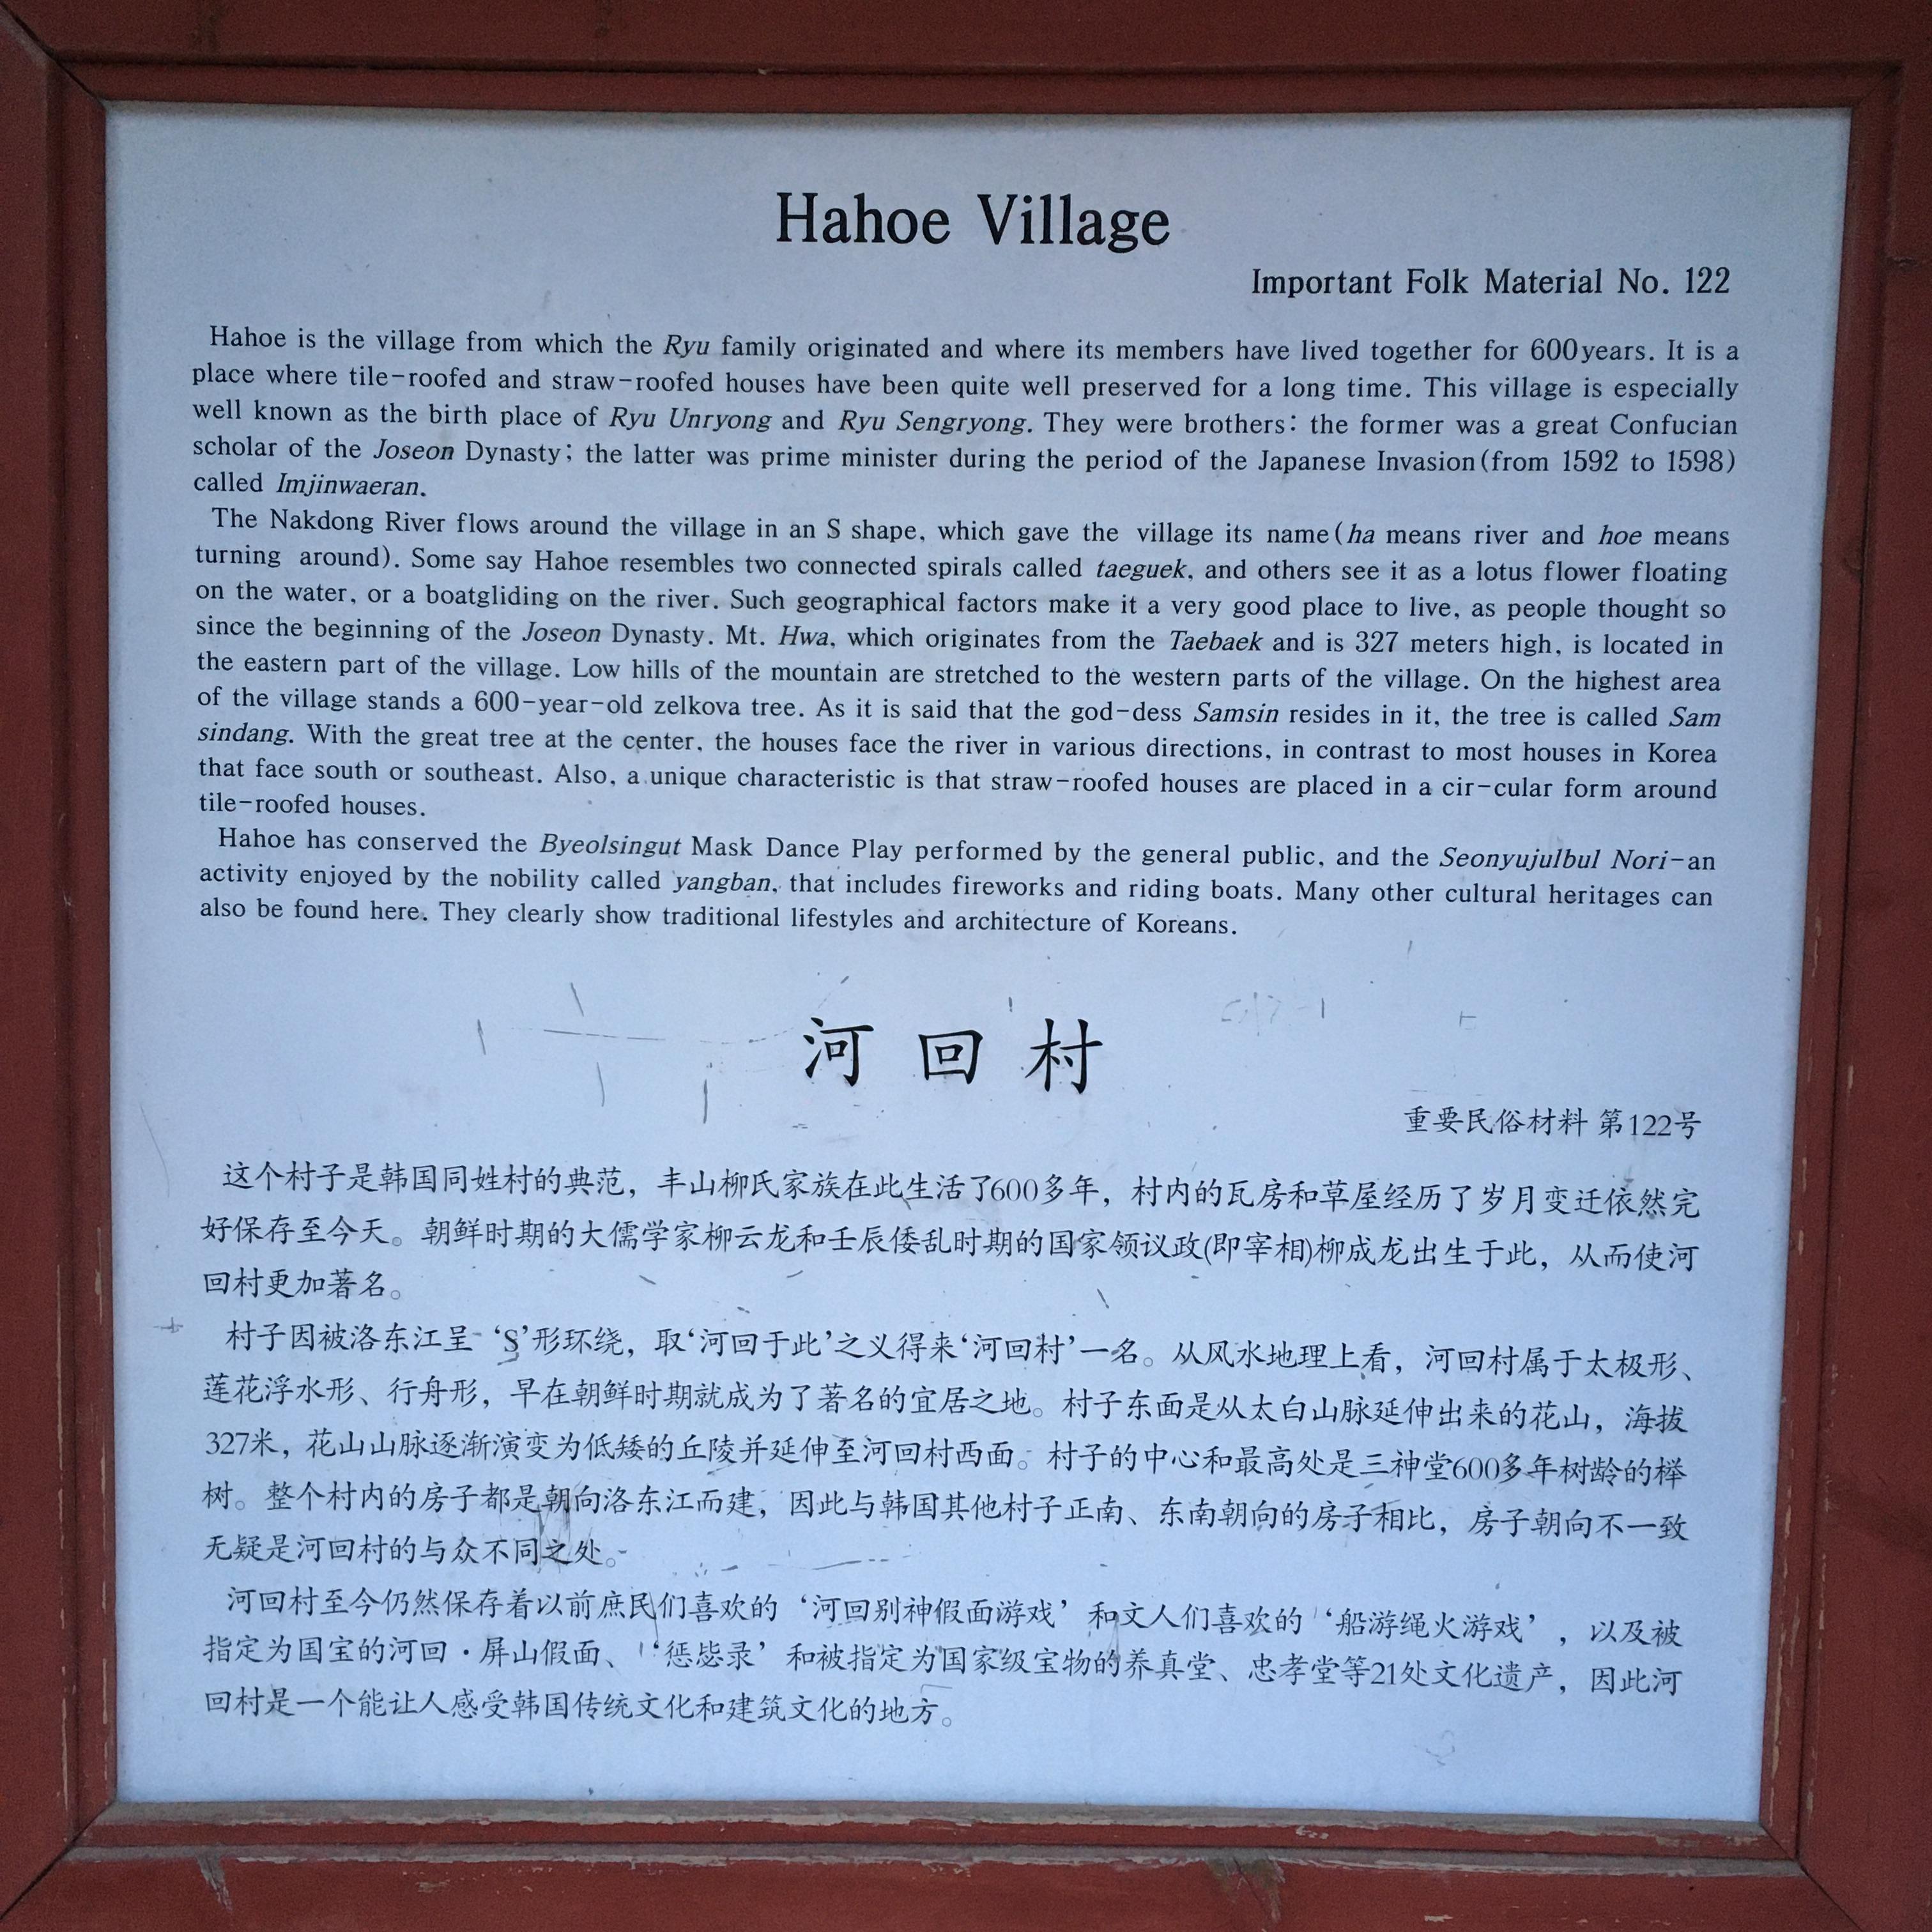 Hahoe Village
Important Folk Material No. 122
Hahoe is the village from which the Ryu family originated and where its members have lived together for 600years. It is a
place where tile-roofed and straw-roofed houses have been quite well preserved for a long time. This village is especially
well known as the birth place of Ryu Unryong and Ryu Sengryong. They were brothers: the former was a great Confucian
scholar of the Joseon Dynasty; the latter was prime minister during the period of the Japanese Invasion(from 1592 to 1598)
called Imjinwaeran.
The Nakdong River flows around the village in an S shape, which gave the village its name(ha means river and hoe means
turning around). Some say Hahoe resembles two connected spirals called taeguek, and others see it as a lotus flower floating
on the water, or a boatgliding on the river. Such geographical factors make it a very good place to live, as people thought so
since the beginning of the Joseon Dynasty. Mt. Hwa, which originates from the Taebaek and is 327 meters high, is located in
the eastern part of the village. Low hills of the mountain are stretched to the western parts of the village. On the highest area
of the village stands a 600-year-old zelkova tree. As it is said that the god-dess Samsin resides in it, the tree is called Sam
sindang. With the great tree at the center, the houses face the river in various directions, in contrast to most houses in Korea
that face south or southeast. Also, a unique characteristic is that straw-roofed houses are placed in a cir-cular form around
tile-roofed houses.
Hahoe has conserved the Byeolsingut Mask Dance Play performed by the general public, and the Seonyujulbul Nori-an
activity enjoyed by the nobility called yangban, that includes fireworks and riding boats. Many other cultural heritages can
also be found here. They clearly show traditional lifestyles and architecture of Koreans.
河回村
重要民俗材料 第122号
这个村子是韩国同姓村的典范，丰山柳氏家族在此生活了600多年，村内的瓦房和草屋经历了岁月变迁依然完
好保存至今天。朝鲜时期的大儒学家柳云龙和壬辰倭乱时期的国家领议政(即宰相)柳成龙出生于此，从而使河
回村更加著名。
村子因被洛东江呈‘S’形环绕，取‘河回于此’之义得来‘河回村’一名。从风水地理上看，河回村属于太极形、
莲花浮水形、行舟形，早在朝鲜时期就成为了著名的宜居之地。村子东面是从太白山脉延伸出来的花山，海拔
327米，花山山脉逐渐演变为低矮的丘陵并延伸至河回村西面。村子的中心和最高处是三神堂600多年树龄的榉
树。整个村内的房子都是朝向洛东江而建，因此与韩国其他村子正南、东南朝向的房子相比，房子朝向不一致
无疑是河回村的与众不同之处。
河回村至今仍然保存着以前庶民们喜欢的‘河回别神假面游戏’和文人们喜欢的‘船游绳火游戏’，以及被
指定为国宝的河回·屏山假面、‘惩毖录’和被指定为国家级宝物的养真堂、忠孝堂等21处文化遗产，因此河
回村是一个能让人感受韩国传统文化和建筑文化的地方。